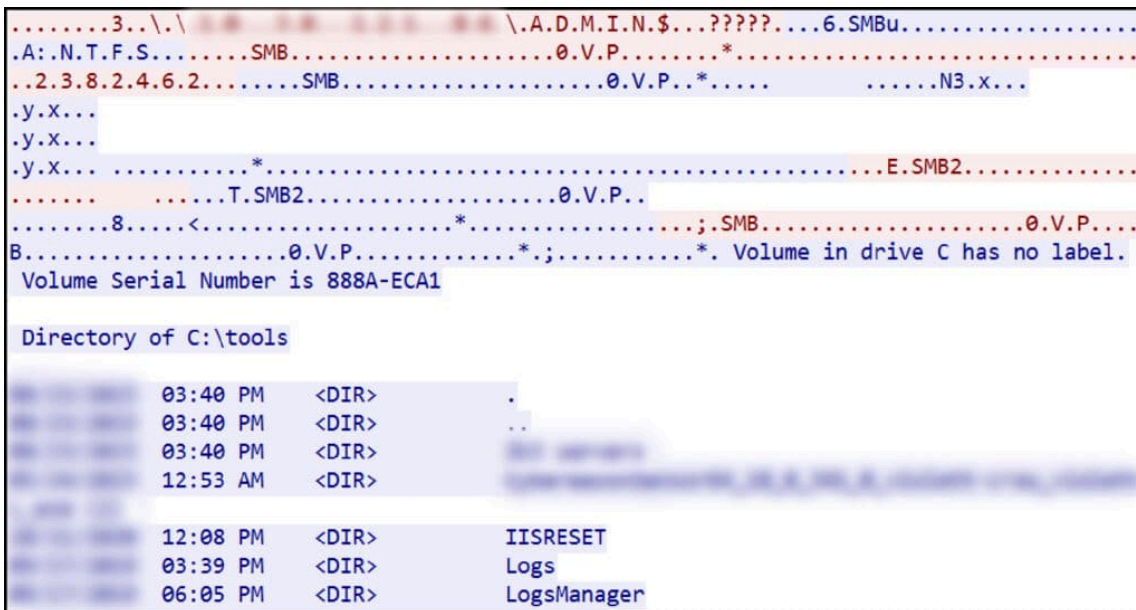 ........3..\.\ \.A.D.M.I.N.$...?????....6.SMBu..................
.A:.N.T.F.S........SMB......................0.V.P........*..............................
..2.3.8.2.4.6.2.........SMB......................0.V.P..*..... ......N3.x...
.y.x...
.y.x...
.y.x... ...........*.................................................E.SMB2..............
....... ......T.SMB2.....................0.V.P..
........8.....<.....................*...................;.SMB......................0.V.P....
B......................0.V.P..............*.;...........*. Volume in drive C has no label.
Volume Serial Number is 888A-ECA1
Directory of C:\tools
03:40 PM <DIR> .
03:40 PM <DIR> ..
03:40 PM <DIR>
12:53 AM <DIR>
12:08 PM <DIR> IISRESET
03:39 PM <DIR> Logs
06:05 PM <DIR> LogsManager